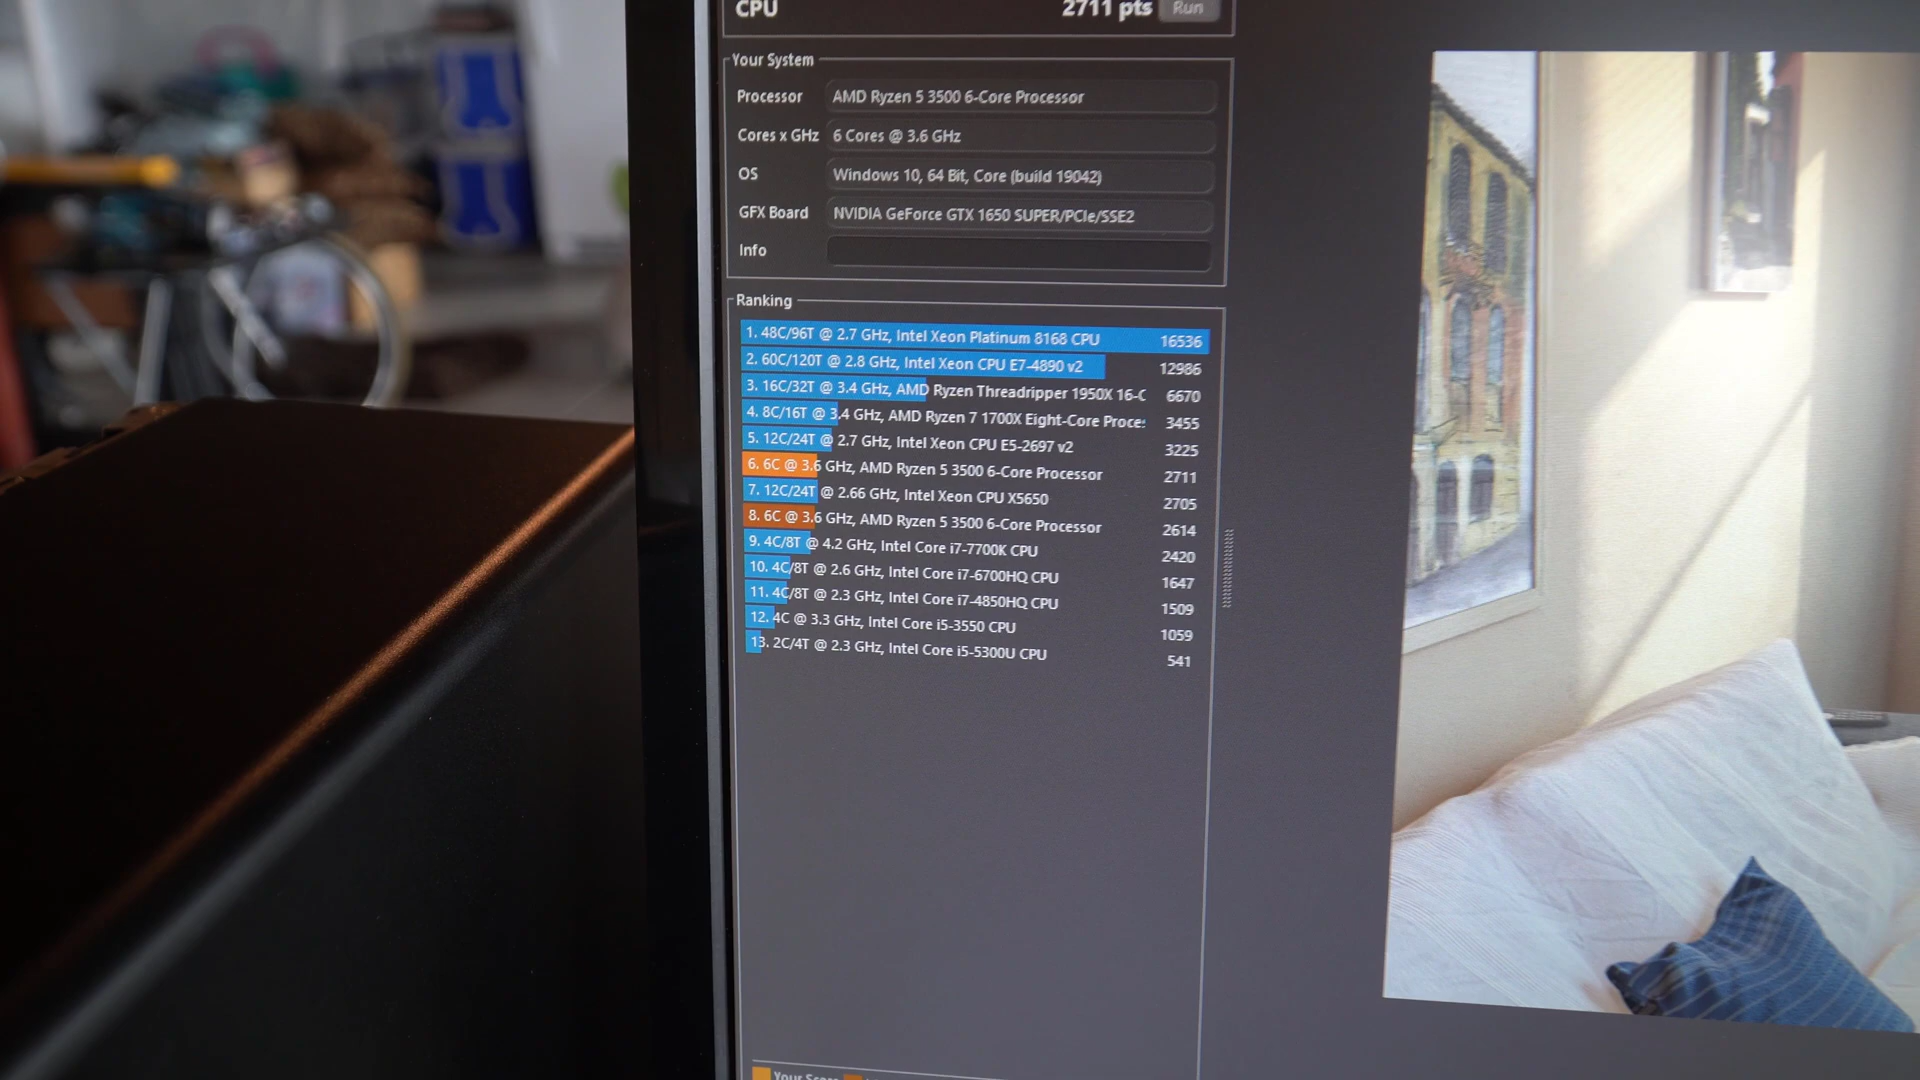 CPU 2711 pts Run
Your System
Processor AMD Ryzen 5 3500 6-Core Processor
Cores x GHz 6 Cores @ 3.6 GHz
OS Windows 10, 64 Bit, Core (build 19042)
GFX Board NVIDIA GeForce GTX 1650 SUPER/PCIe/SSE2
Info
Ranking
1. 48C/96T @ 2.7 GHz, Intel Xeon Platinum 8168 CPU 16536
2. 60C/120T @ 2.8 GHz, Intel Xeon CPU E7-4890 v2 12986
3. 16C/32T @ 3.4 GHz, AMD Ryzen Threadripper 1950X 16-C 6670
4. 8C/16T @ 3.4 GHz, AMD Ryzen 7 1700X Eight-Core Proce: 3455
5. 12C/24T @ 2.7 GHz, Intel Xeon CPU E5-2697 v2 3225
6. 6C @ 3.6 GHz, AMD Ryzen 5 3500 6-Core Processor 2711
7. 12C/24T @ 2.66 GHz, Intel Xeon CPU X5650 2705
8. 6C @ 3.6 GHz, AMD Ryzen 5 3500 6-Core Processor 2614
9. 4C/8T @ 4.2 GHz, Intel Core i7-7700K CPU 2420
10. 4C/8T @ 2.6 GHz, Intel Core i7-6700HQ CPU 1647
11. 4C/8T @ 2.3 GHz, Intel Core i7-4850HQ CPU 1509
12. 4C @ 3.3 GHz, Intel Core i5-3550 CPU 1059
13. 2C/4T @ 2.3 GHz, Intel Core i5-5300U CPU 541
Your